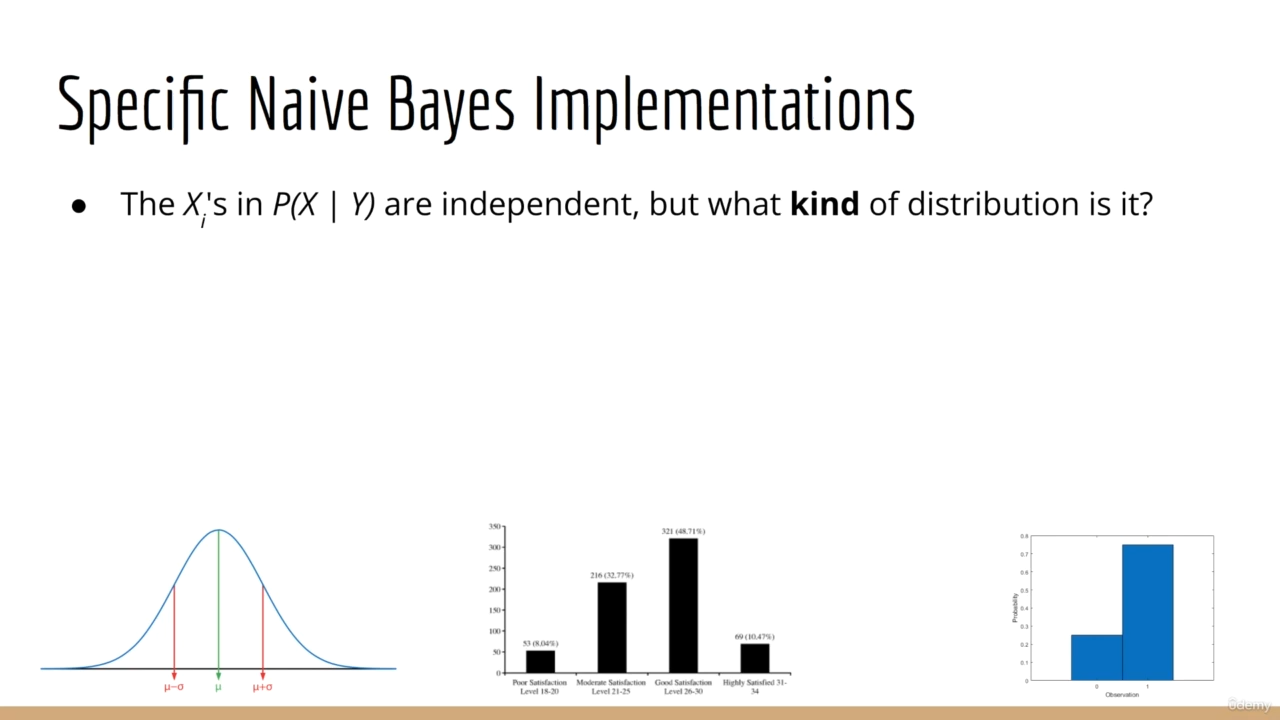 Specific Naive Bayes Implementations
● The Xi's in P(X | Y) are independent, but what kind of distribution is it?
μ−σ μ μ+σ
350
300
250
200
150
100
50
0
53 (8.04%)
216 (32.77%)
321 (48.71%)
69 (10.47%)
Poor Satisfaction Moderate Satisfaction Good Satisfaction Highly Satisfied 31-
Level 18-20 Level 21-25 Level 26-30 34
0.8
0.7
0.6
0.5
0.4
0.3
0.2
0.1
0
Probability
0 1
Observation
ûdemy